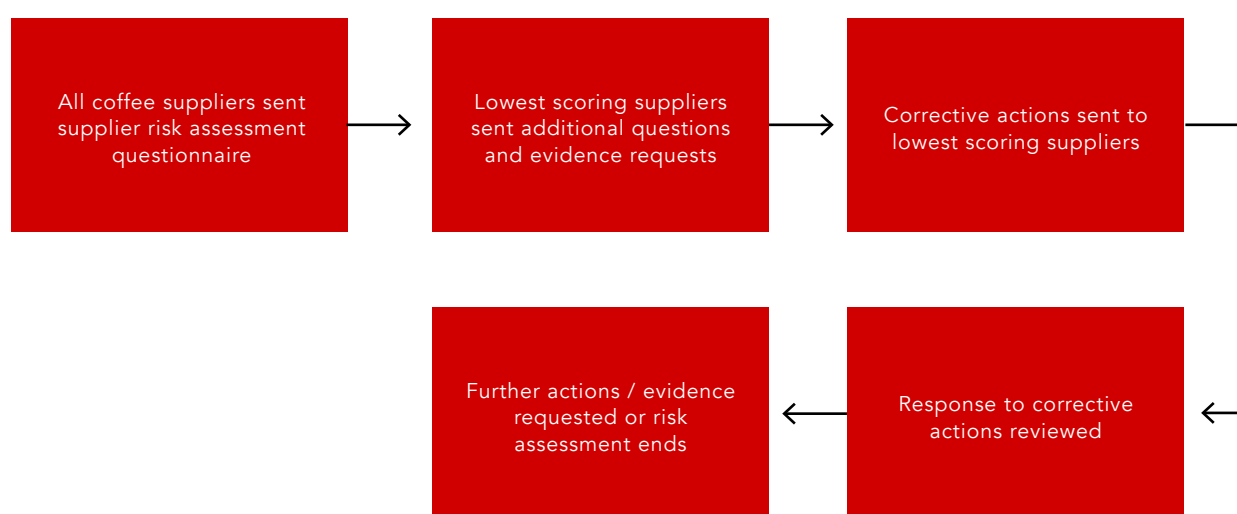 All coffee suppliers sent
supplier risk assessment
questionnaire
Lowest scoring suppliers
sent additional questions
and evidence requests
Corrective actions sent to
lowest scoring suppliers
Response to corrective
actions reviewed
Further actions / evidence
requested or risk
assessment ends